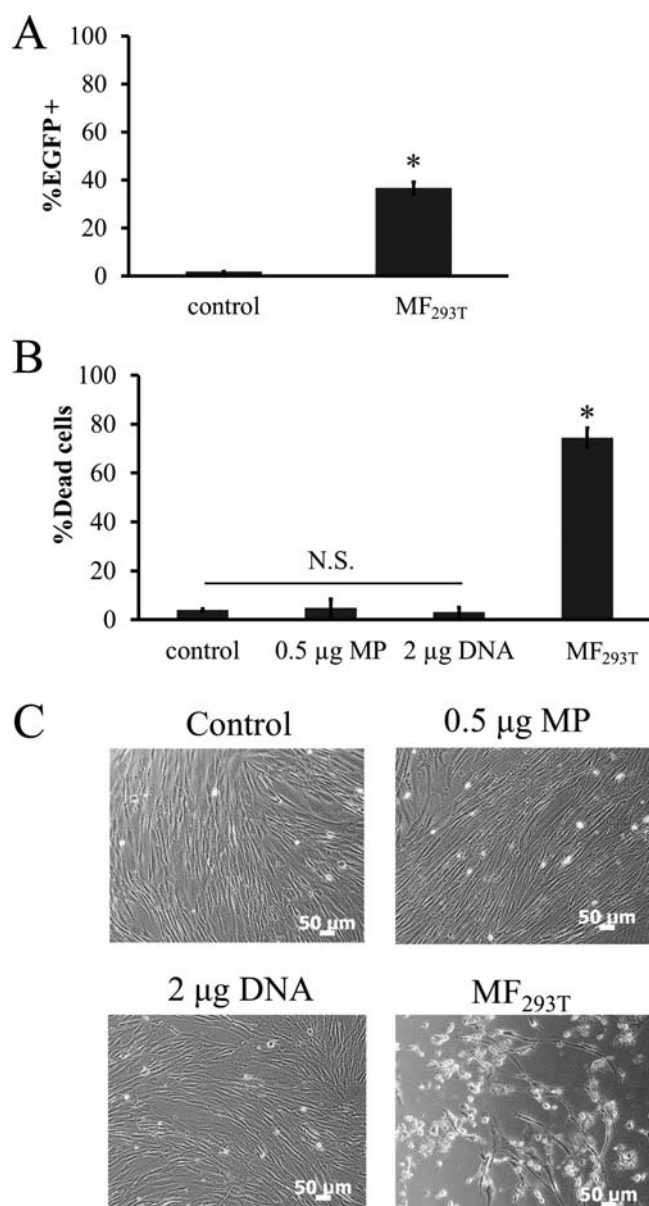 A
100
80
60
40
20
0
%EGFP +
*
control MF293T
B
100
80
60
40
20
0
%Dead cells
N.S.
*
control 0.5 µg MP 2 µg DNA MF293T
C
Control 0.5 µg MP
50 µm 50 µm
2 µg DNA MF293T
50 µm 50 µm